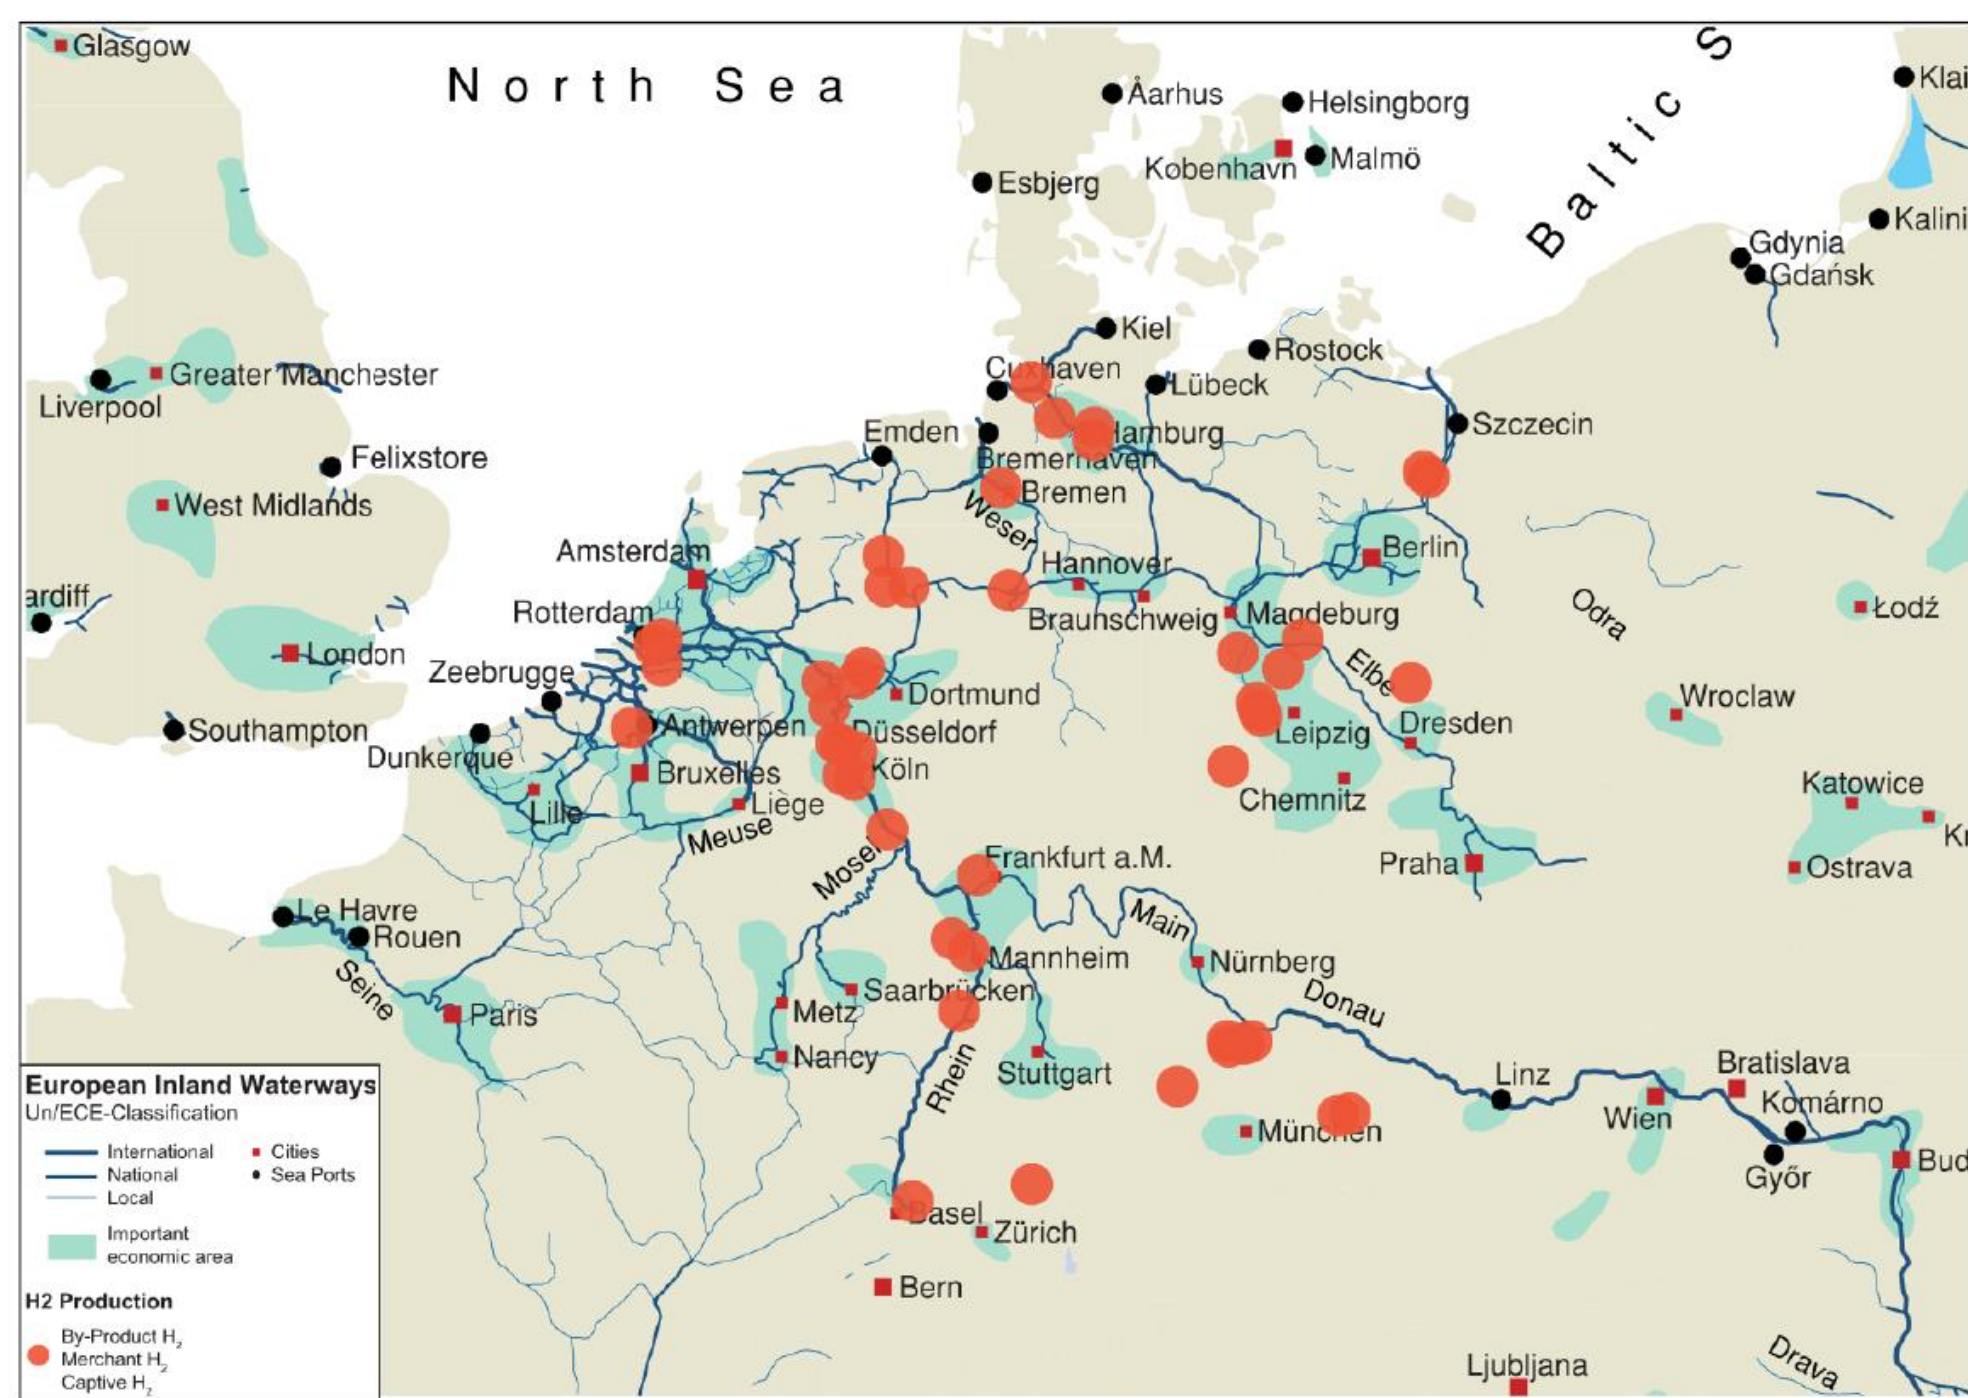 Glasgow
North Sea
Baltic S
Åarhus
Helsingborg
København
Malmö
Esbjerg
Klai
Kalini
Gdynia
Gdańsk
Kiel
Rostock
Cuxhaven
Lübeck
Greater Manchester
Liverpool
Emden
Hamburg
Szczecin
Felixstore
Bremerhaven
Bremen
West Midlands
Weser
Amsterdam
Hannover
Berlin
ardiff
Rotterdam
Braunschweig
Magdeburg
Odra
Łodź
London
Zeebrugge
Elbe
Dortmund
Wroclaw
Southampton
Antwerpen
Düsseldorf
Leipzig
Dresden
Dunkerque
Bruxelles
Köln
Lille
Liège
Chemnitz
Katowice
Kr
Meuse
Mosel
Frankfurt a.M.
Praha
Ostrava
Le Havre
Rouen
Main
Seine
Mannheim
Nürnberg
Saarbrücken
Donau
Paris
Metz
Nancy
Rhein
Stuttgart
Linz
Bratislava
Wien
Komárno
München
Győr
Bud
Basel
Zürich
Bern
Ljubljana
Drava
European Inland Waterways
Un/ECE-Classification
International
National
Local
Cities
Sea Ports
Important
economic area
H2 Production
By-Product H₂
Merchant H₂
Captive H₂